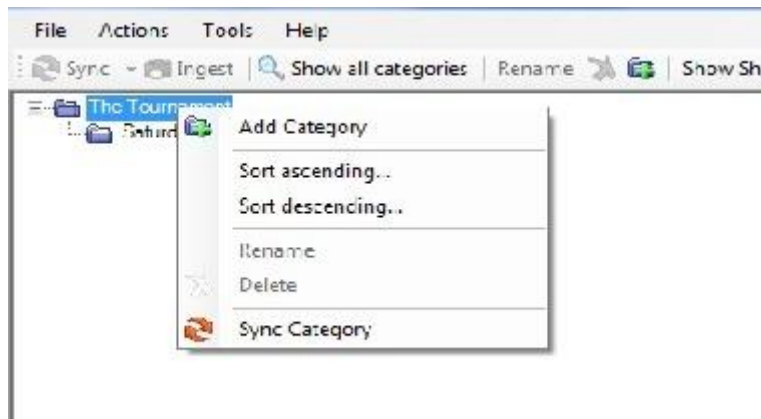 File Actions Tools Help
Sync Ingest Show all categories Rename Show Sh
The Tournament
Saturd
Add Category
Sort ascending...
Sort descending...
Rename
Delete
Sync Category